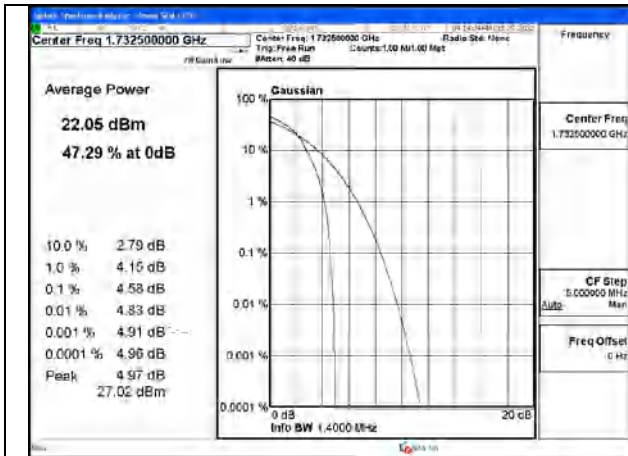 Center Freq 1.732500000 GHz
Center Freq: 1.732500000 GHz
Radio Std: None
Trig: Free Run
Counts:1.00 M/1.00 Mpt
#Atten: 40 dB
Frequency
Average Power
22.05 dBm
47.29 % at 0dB
10.0 % 2.79 dB
1.0 % 4.15 dB
0.1 % 4.58 dB
0.01 % 4.83 dB
0.001 % 4.91 dB
0.0001 % 4.96 dB
Peak 4.97 dB
27.02 dBm
Gaussian
100 %
10 %
1 %
0.1 %
0.01 %
0.001 %
0.0001 %
0 dB
20 dB
Info BW 1.4000 MHz
Center Freq
1.732500000 GHz
CF Step
Auto Man
Freq Offset
0 Hz